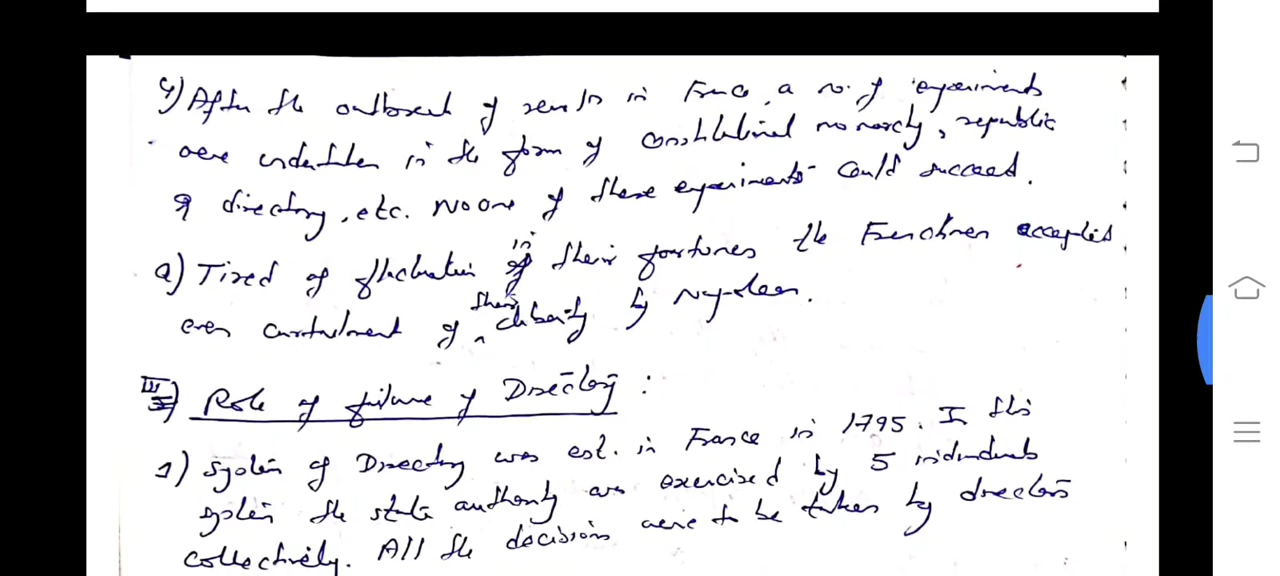 4) After the outbreak of revoln in France, a no. of experiments
were undertaken in the form of constitutional monarchy, republic
& directory, etc. No one of these experiments could succeed.
a) Tired of fluctuation in their fortunes the Frenchmen accepted
even curtailment of their liberty by Napoleon.
III) Role of failure of Directory :
1) System of Directory was est. in France in 1795. In this
system the state authority was exercised by 5 individuals
collectively. All the decisions were to be taken by directors